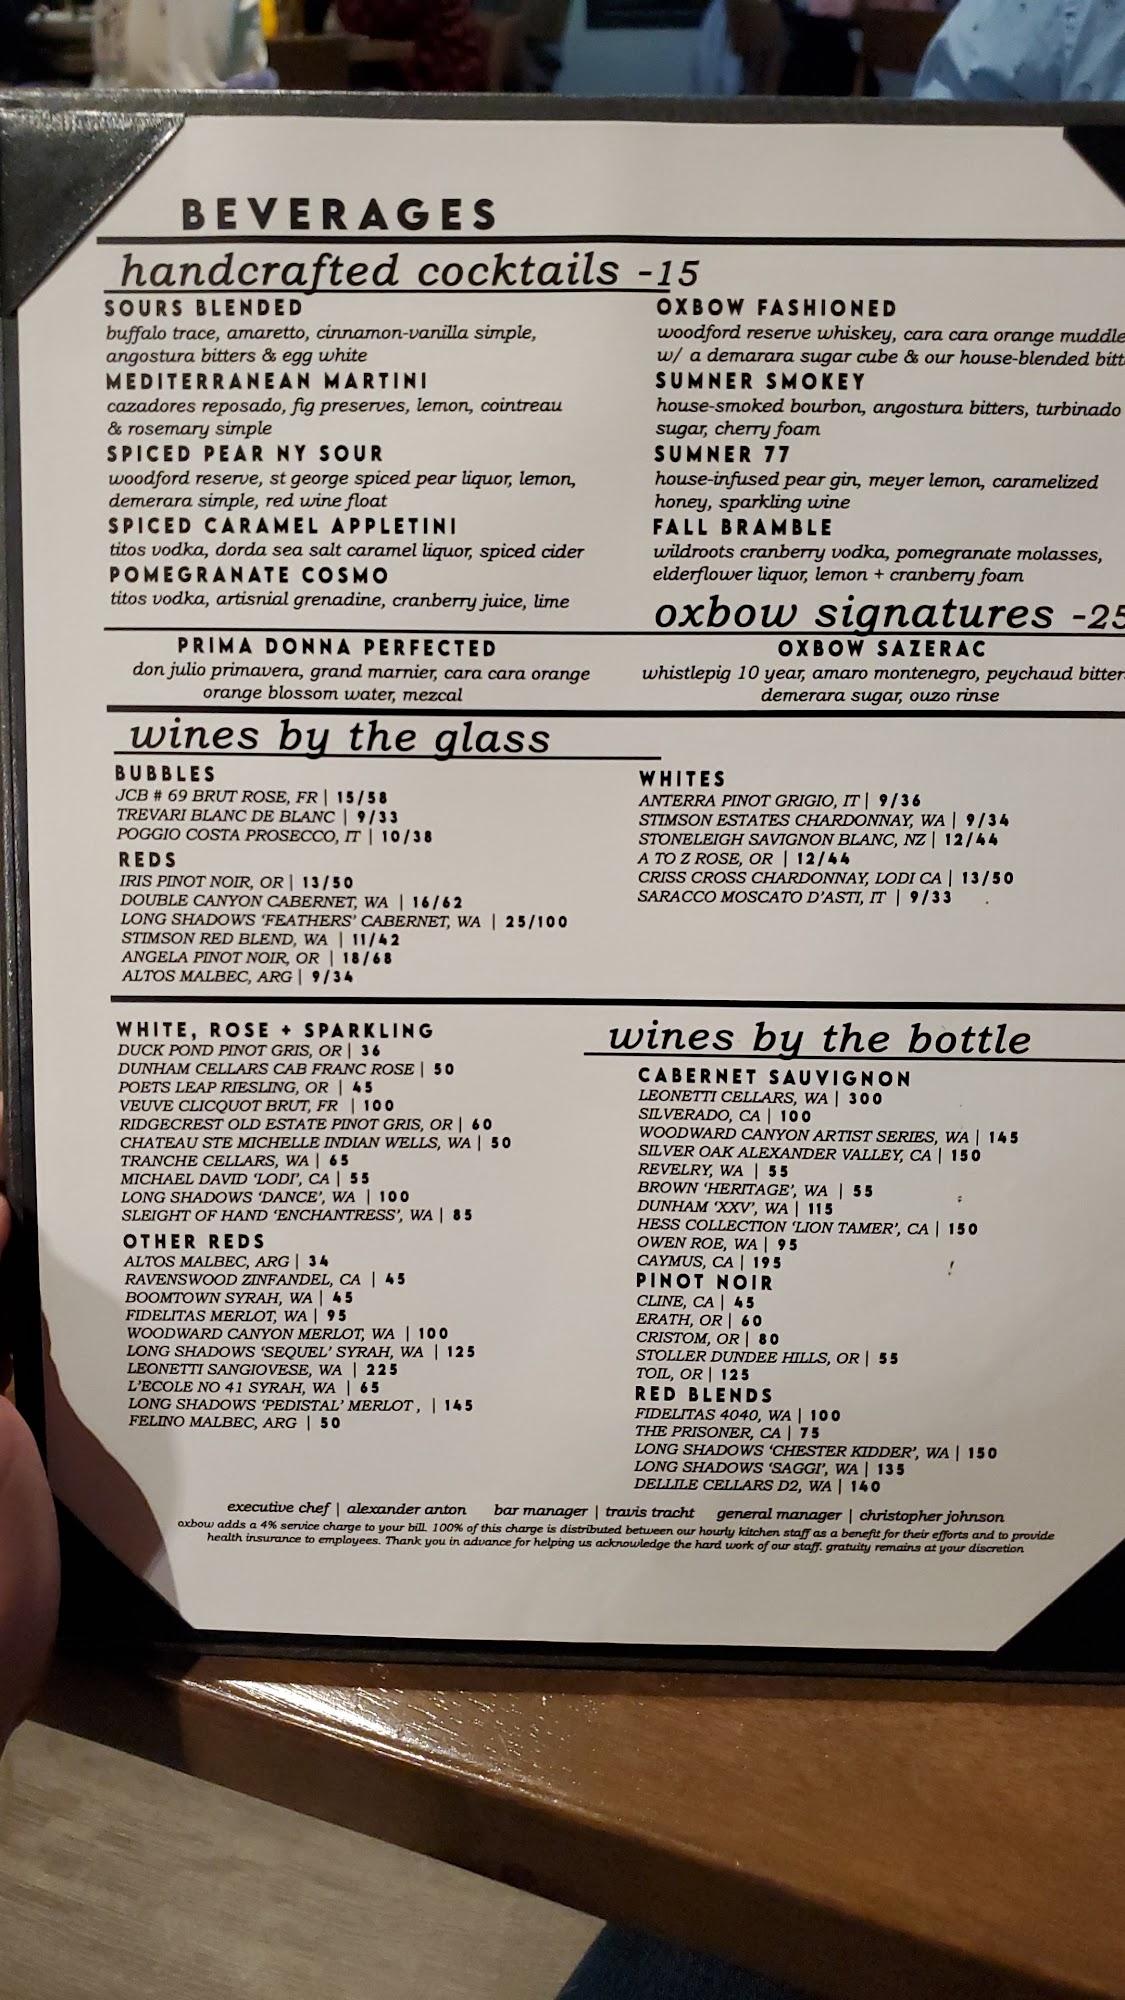 BEVERAGES
handcrafted cocktails -15
SOURS BLENDED
buffalo trace, amaretto, cinnamon-vanilla simple,
angostura bitters & egg white
MEDITERRANEAN MARTINI
cazadores reposado, fig preserves, lemon, cointreau
& rosemary simple
SPICED PEAR NY SOUR
woodford reserve, st george spiced pear liquor, lemon,
demerara simple, red wine float
SPICED CARAMEL APPLETINI
titos vodka, dorda sea salt caramel liquor, spiced cider
POMEGRANATE COSMO
titos vodka, artisnial grenadine, cranberry juice, lime
OXBOW FASHIONED
woodford reserve whiskey, cara cara orange muddle
w/ a demarara sugar cube & our house-blended bitt
SUMNER SMOKEY
house-smoked bourbon, angostura bitters, turbinado
sugar, cherry foam
SUMNER 77
house-infused pear gin, meyer lemon, caramelized
honey, sparkling wine
FALL BRAMBLE
wildroots cranberry vodka, pomegranate molasses,
elderflower liquor, lemon + cranberry foam
oxbow signatures -25
PRIMA DONNA PERFECTED
don julio primavera, grand marnier, cara cara orange
orange blossom water, mezcal
OXBOW SAZERAC
whistlepig 10 year, amaro montenegro, peychaud bitter
demerara sugar, ouzo rinse
wines by the glass
BUBBLES
JCB # 69 BRUT ROSE, FR | 15/58
TREVARI BLANC DE BLANC | 9/33
POGGIO COSTA PROSECCO, IT | 10/38
REDS
IRIS PINOT NOIR, OR | 13/50
DOUBLE CANYON CABERNET, WA | 16/62
LONG SHADOWS 'FEATHERS' CABERNET, WA | 25/100
STIMSON RED BLEND, WA | 11/42
ANGELA PINOT NOIR, OR | 18/68
ALTOS MALBEC, ARG | 9/34
WHITES
ANTERRA PINOT GRIGIO, IT | 9/36
STIMSON ESTATES CHARDONNAY, WA | 9/34
STONELEIGH SAVIGNON BLANC, NZ | 12/44
A TO Z ROSE, OR | 12/44
CRISS CROSS CHARDONNAY, LODI CA | 13/50
SARACCO MOSCATO D'ASTI, IT | 9/33
WHITE, ROSE + SPARKLING
DUCK POND PINOT GRIS, OR | 36
DUNHAM CELLARS CAB FRANC ROSE | 50
POETS LEAP RIESLING, OR | 45
VEUVE CLICQUOT BRUT, FR | 100
RIDGECREST OLD ESTATE PINOT GRIS, OR | 60
CHATEAU STE MICHELLE INDIAN WELLS, WA | 50
TRANCHE CELLARS, WA | 65
MICHAEL DAVID 'LODI', CA | 55
LONG SHADOWS 'DANCE', WA | 100
SLEIGHT OF HAND 'ENCHANTRESS', WA | 85
OTHER REDS
ALTOS MALBEC, ARG | 34
RAVENSWOOD ZINFANDEL, CA | 45
BOOMTOWN SYRAH, WA | 45
FIDELITAS MERLOT, WA | 95
WOODWARD CANYON MERLOT, WA | 100
LONG SHADOWS 'SEQUEL' SYRAH, WA | 125
LEONETTI SANGIOVESE, WA | 225
L'ECOLE NO 41 SYRAH, WA | 65
LONG SHADOWS 'PEDISTAL' MERLOT , | 145
FELINO MALBEC, ARG | 50
wines by the bottle
CABERNET SAUVIGNON
LEONETTI CELLARS, WA | 300
SILVERADO, CA | 100
WOODWARD CANYON ARTIST SERIES, WA | 145
SILVER OAK ALEXANDER VALLEY, CA | 150
REVELRY, WA | 55
BROWN 'HERITAGE', WA | 55
DUNHAM 'XXV', WA | 115
HESS COLLECTION 'LION TAMER', CA | 150
OWEN ROE, WA | 95
CAYMUS, CA | 195
PINOT NOIR
CLINE, CA | 45
ERATH, OR | 60
CRISTOM, OR | 80
STOLLER DUNDEE HILLS, OR | 55
TOIL, OR | 125
RED BLENDS
FIDELITAS 4040, WA | 100
THE PRISONER, CA | 75
LONG SHADOWS 'CHESTER KIDDER', WA | 150
LONG SHADOWS 'SAGGI', WA | 135
DELLILE CELLARS D2, WA | 140
executive chef | alexander anton bar manager | travis tracht general manager | christopher johnson
oxbow adds a 4% service charge to your bill. 100% of this charge is distributed between our hourly kitchen staff as a benefit for their efforts and to provide
health insurance to employees. Thank you in advance for helping us acknowledge the hard work of our staff. gratuity remains at your discretion